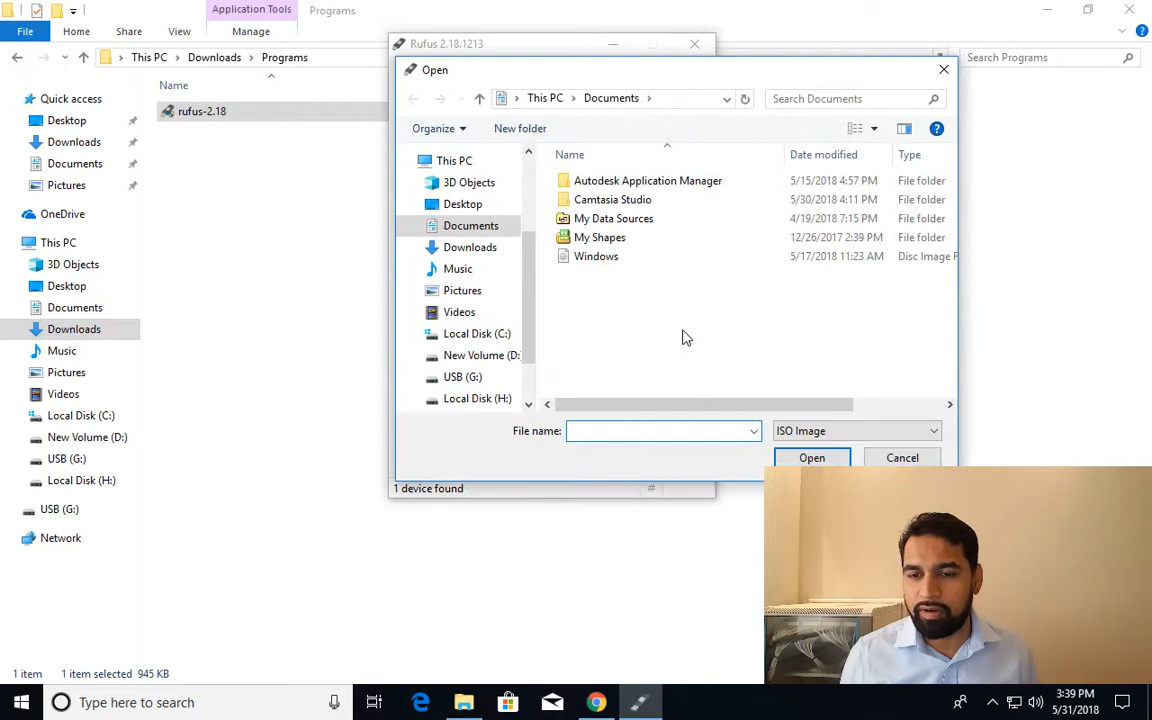 Application Tools Programs
File Home Share View Manage
This PC Downloads Programs Search Programs
Name
rufus-2.18
Quick access
Desktop
Downloads
Documents
Pictures
OneDrive
This PC
3D Objects
Desktop
Documents
Downloads
Music
Pictures
Videos
Local Disk (C:)
New Volume (D:)
USB (G:)
Local Disk (H:)
USB (G:)
Network
1 item 1 item selected 945 KB
Rufus 2.18.1213
Open
This PC Documents Search Documents
Organize New folder
This PC
3D Objects
Desktop
Documents
Downloads
Music
Pictures
Videos
Local Disk (C:)
New Volume (D:
USB (G:)
Local Disk (H:)
Name Date modified Type
Autodesk Application Manager 5/15/2018 4:57 PM File folder
Camtasia Studio 5/30/2018 4:11 PM File folder
My Data Sources 4/19/2018 7:15 PM File folder
My Shapes 12/26/2017 2:39 PM File folder
Windows 5/17/2018 11:23 AM Disc Image F
File name: ISO Image
Open Cancel
1 device found #
Type here to search
3:39 PM
5/31/2018